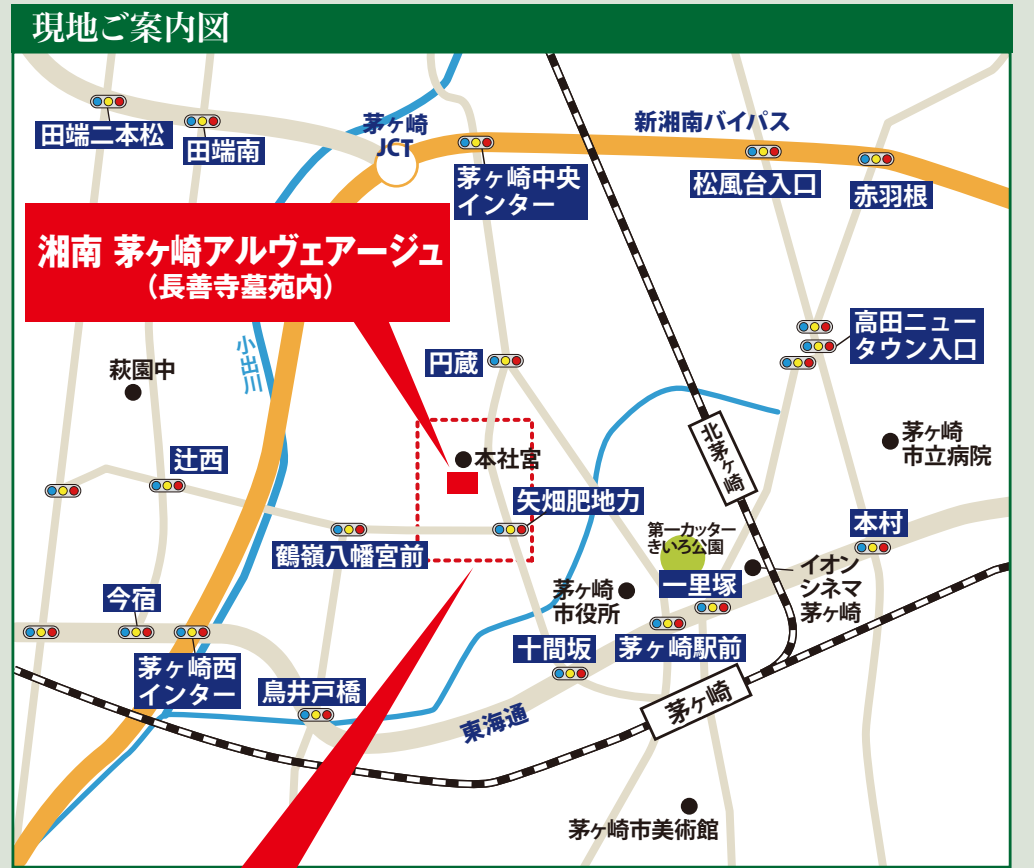 現地ご案内図
田端二本松
田端南
茅ヶ崎
JCT
新湘南バイパス
茅ヶ崎中央
インター
松風台入口
赤羽根
湘南 茅ヶ崎アルヴェアージュ
(長善寺墓苑内)
小出川
萩園中
円蔵
高田ニュー
タウン入口
北茅ヶ崎
茅ヶ崎
市立病院
辻西
本社宮
矢畑肥地力
鶴嶺八幡宮前
第一カッター
きいろ公園
本村
イオン
シネマ
茅ヶ崎
今宿
茅ヶ崎
市役所
一里塚
茅ヶ崎西
インター
十間坂
茅ヶ崎駅前
鳥井戸橋
東海通
茅ヶ崎
茅ヶ崎市美術館